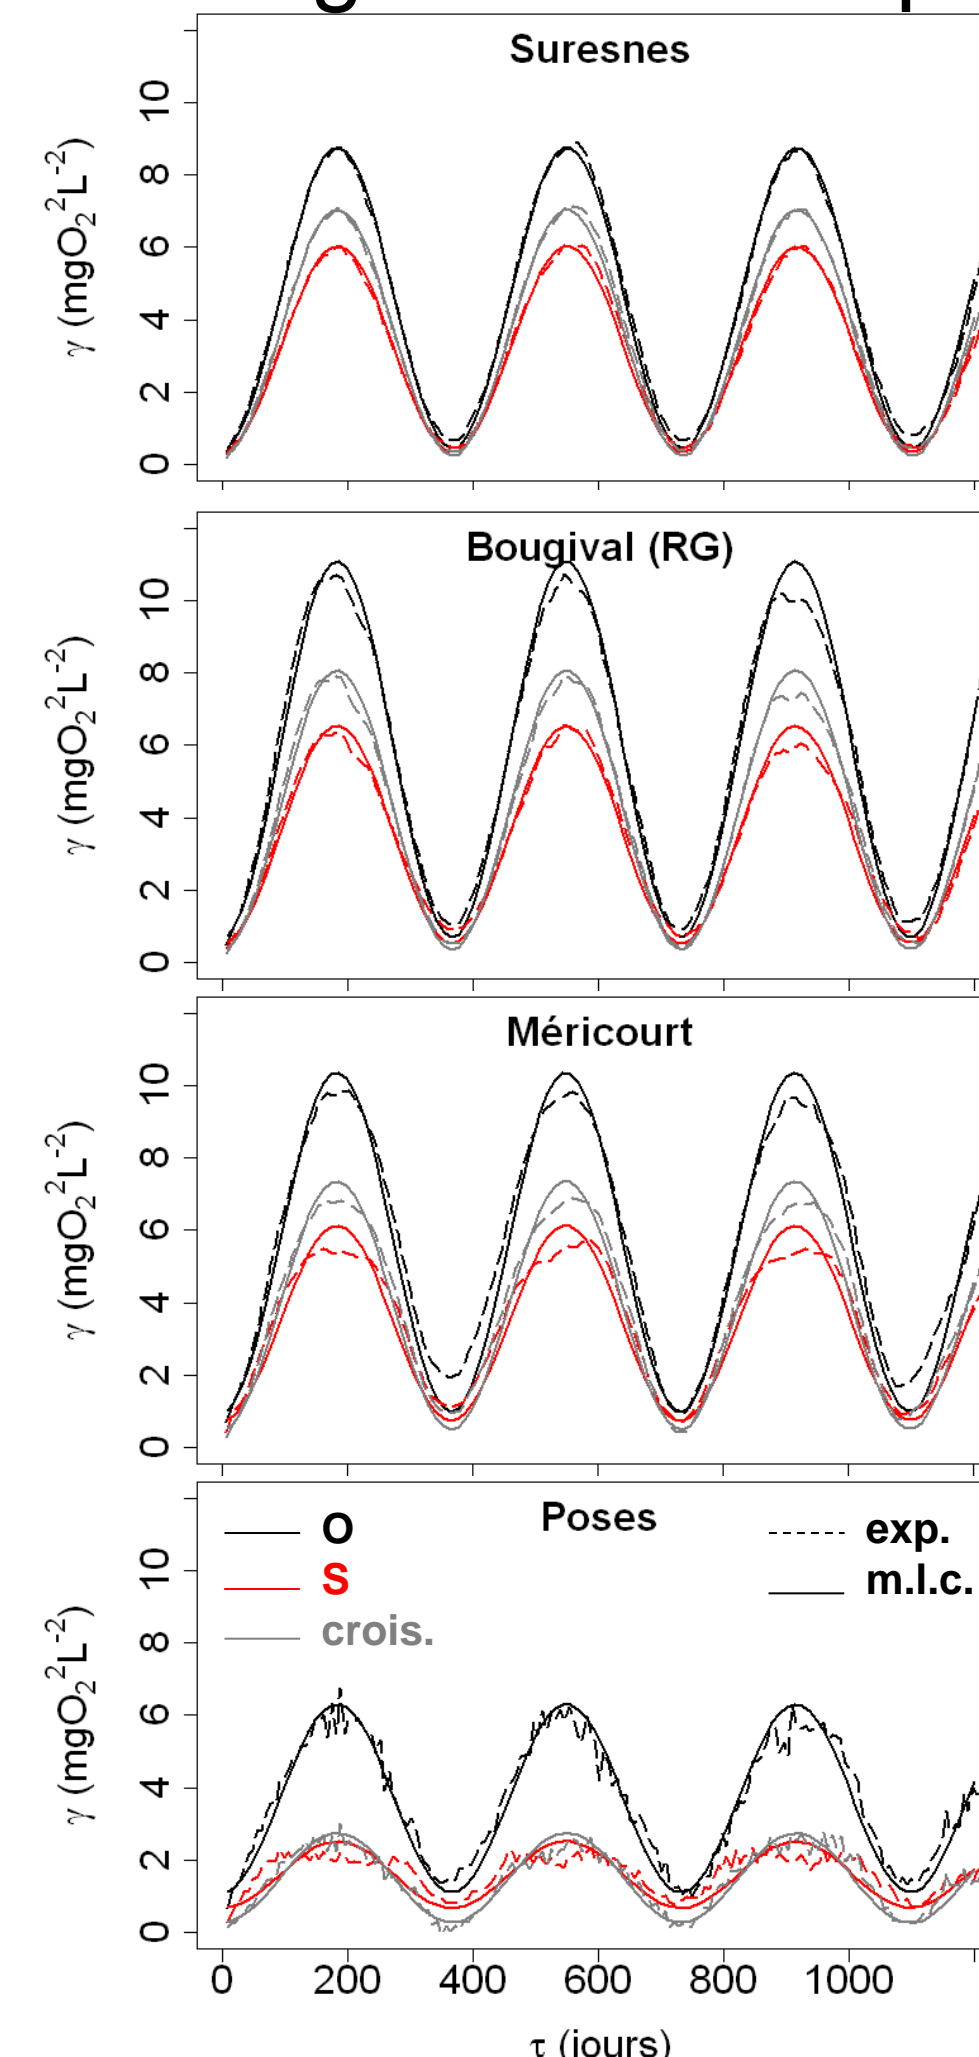 Suresnes
γ (mgO₂²L⁻²)
10
8
6
4
2
0
Bougival (RG)
γ (mgO₂²L⁻²)
10
8
6
4
2
0
Méricourt
γ (mgO₂²L⁻²)
10
8
6
4
2
0
Poses
O
S
crois.
exp.
m.l.c.
γ (mgO₂²L⁻²)
10
8
6
4
2
0
0 200 400 600 800 1000
τ (jours)